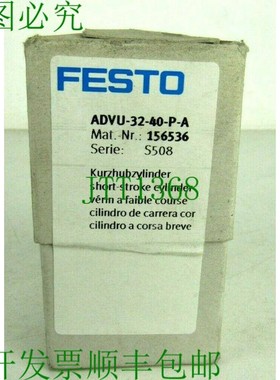 图必究
FESTO
ADVU-32-40-P-A
Mat.-Nr.: 156536
Serie: S508
Kurzhubzylinder
short-stroke cylinder
vérin à faible course
cilindro de carrera cor
cilindro a corsa breve
JTT1368
开发票顺丰包邮